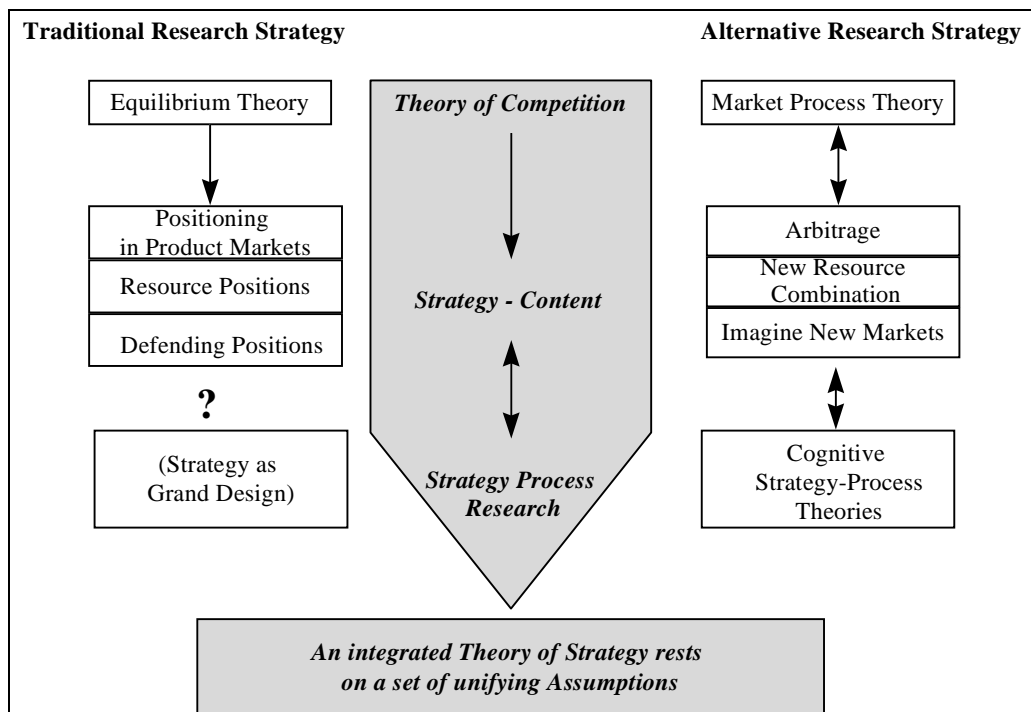 Traditional Research Strategy
Alternative Research Strategy
Equilibrium Theory
Theory of Competition
Market Process Theory
Positioning
in Product Markets
Resource Positions
Defending Positions
Strategy - Content
Arbitrage
New Resource
Combination
Imagine New Markets
?
(Strategy as
Grand Design)
Strategy Process
Research
Cognitive
Strategy-Process
Theories
An integrated Theory of Strategy rests
on a set of unifying Assumptions